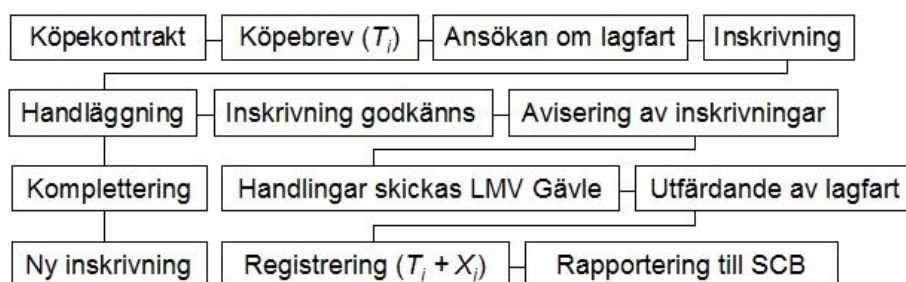 Köpekontrakt Köpebrev (Ti) Ansökan om lagfart Inskrivning
Handläggning Inskrivning godkänns Avisering av inskrivningar
Komplettering Handlingar skickas LMV Gävle Utfärdande av lagfart
Ny inskrivning Registrering (Ti + Xi) Rapportering till SCB